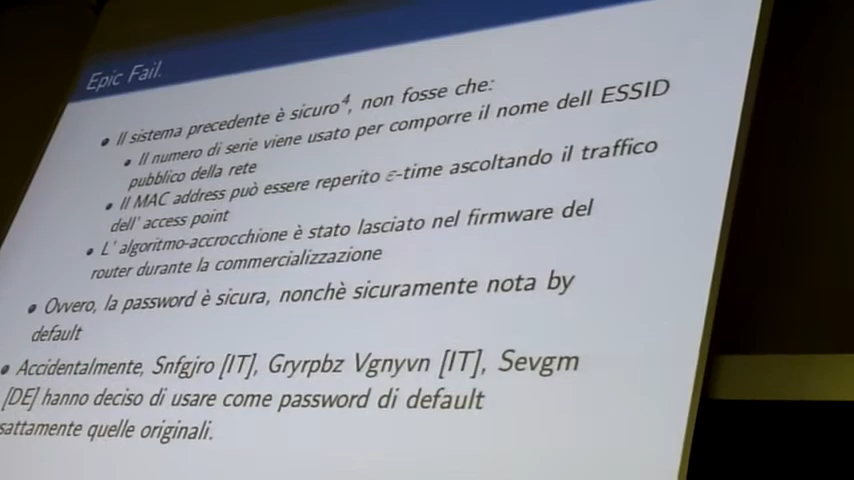 Epic Fail.
Il sistema precedente è sicuro4, non fosse che:
Il numero di serie viene usato per comporre il nome dell ESSID
pubblico della rete
Il MAC address può essere reperito ε-time ascoltando il traffico
dell' access point
L' algoritmo-accrocchione è stato lasciato nel firmware del
router durante la commercializzazione
Ovvero, la password è sicura, nonchè sicuramente nota by
default
Accidentalmente, Snfgjro [IT], Gryrpbz Vgnyvn [IT], Sevgm
[DE] hanno deciso di usare come password di default
sattamente quelle originali.